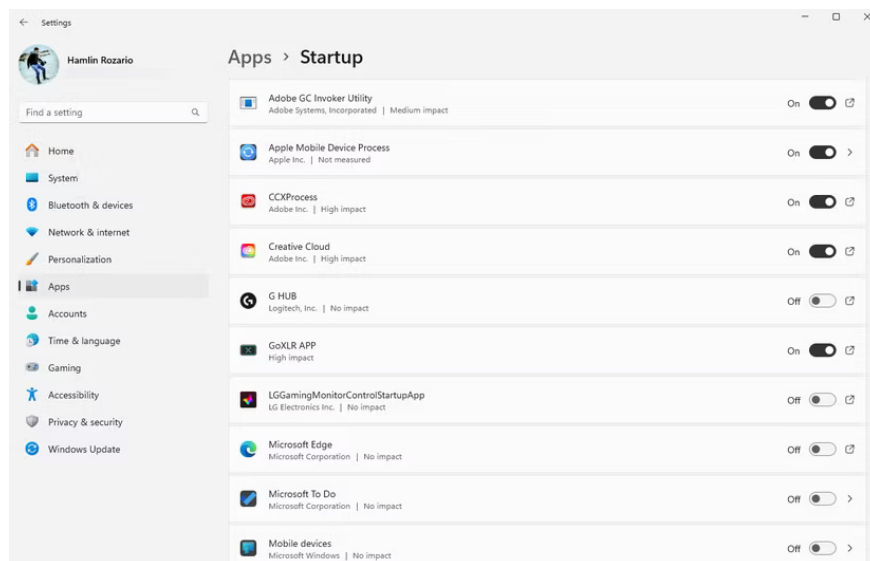 Settings
Hamlin Rozario
Find a setting
Home
System
Bluetooth & devices
Network & internet
Personalization
Apps
Accounts
Time & language
Gaming
Accessibility
Privacy & security
Windows Update
Apps > Startup
Adobe GC Invoker Utility
Adobe Systems, Incorporated | Medium impact
On
Apple Mobile Device Process
Apple Inc. | Not measured
On
CCXProcess
Adobe Inc. | High impact
On
Creative Cloud
Adobe Inc. | High impact
On
G HUB
Logitech, Inc. | No impact
Off
GoXLR APP
High impact
On
LGGamingMonitorControlStartupApp
LG Electronics Inc. | No impact
Off
Microsoft Edge
Microsoft Corporation | No impact
Off
Microsoft To Do
Microsoft Corporation | No impact
Off
Mobile devices
Microsoft Windows | No impact
Off